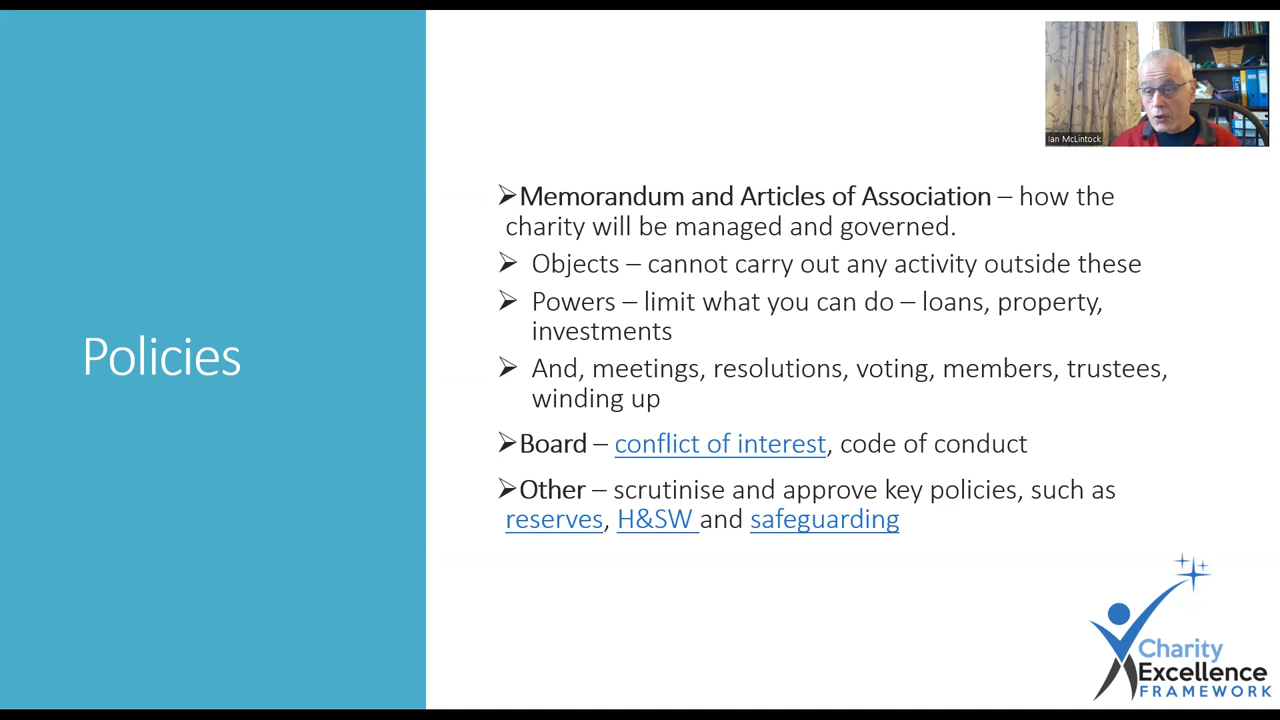 Ian McLintock
Policies
➢Memorandum and Articles of Association – how the
charity will be managed and governed.
➢ Objects – cannot carry out any activity outside these
➢ Powers – limit what you can do – loans, property,
investments
➢ And, meetings, resolutions, voting, members, trustees,
winding up
➢Board – conflict of interest, code of conduct
➢Other – scrutinise and approve key policies, such as
reserves, H&SW and safeguarding
Charity
Excellence
FRAMEWORK